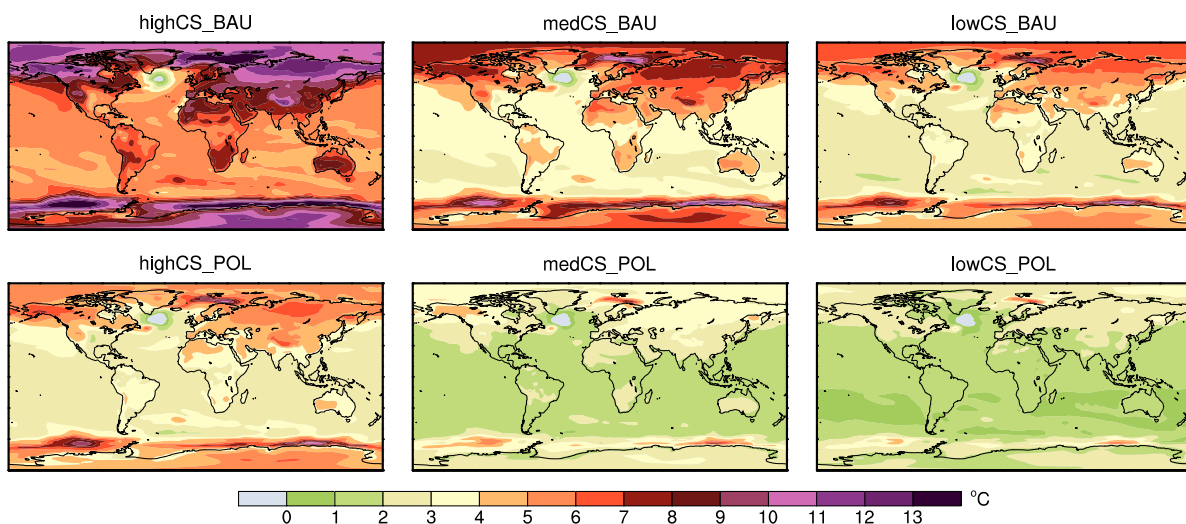 highCS_BAU medCS_BAU lowCS_BAU
highCS_POL medCS_POL lowCS_POL
°C
0 1 2 3 4 5 6 7 8 9 10 11 12 13